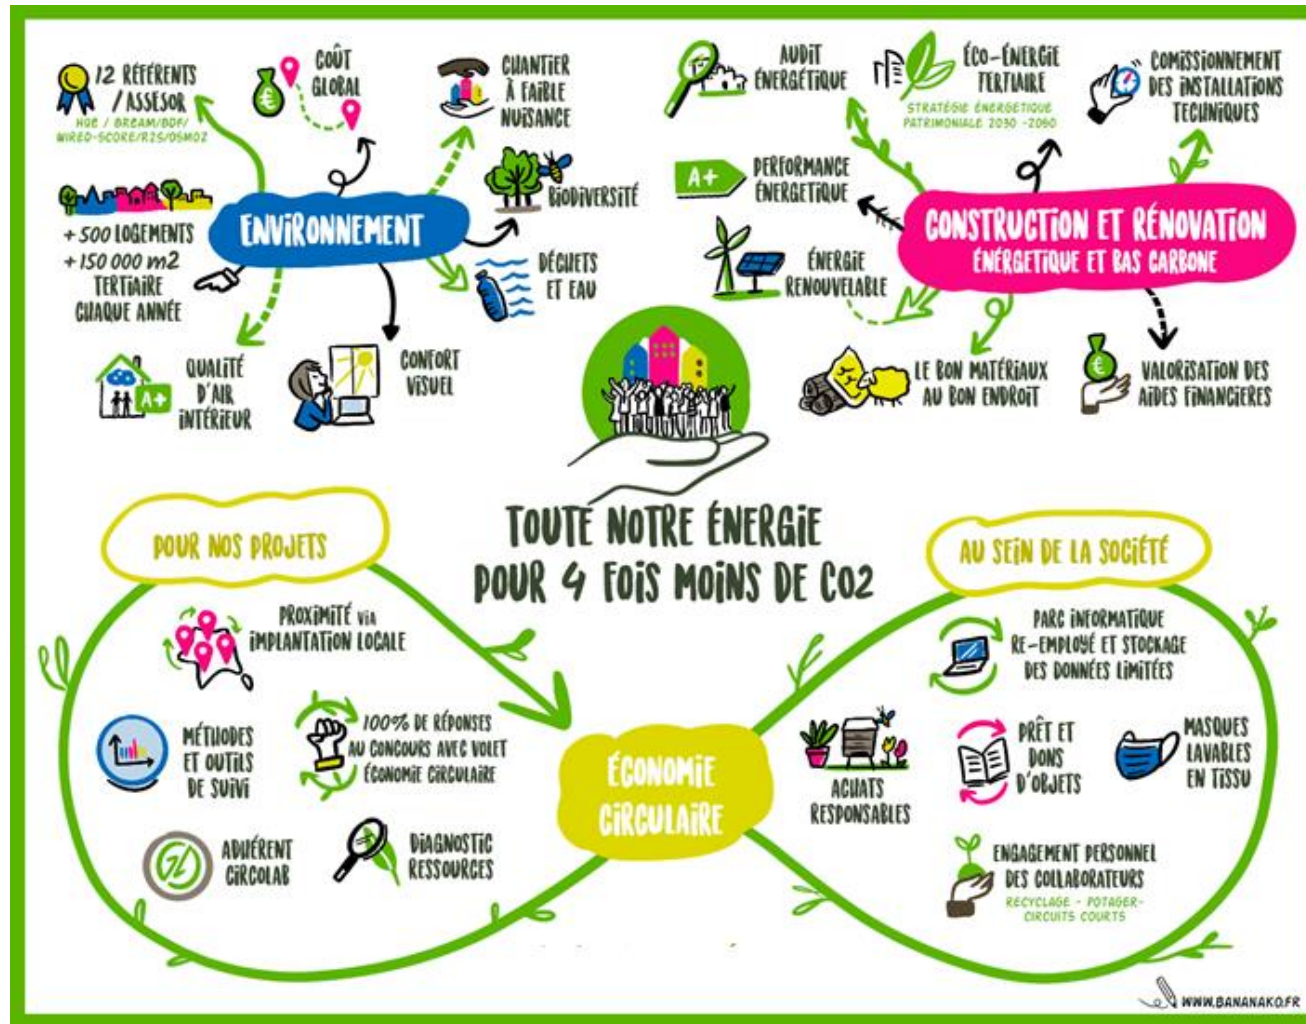 12 RÉFÉRENTS
/ASSESOR
HQE / BREAM/BDF/
WIRED-SCORE/R2S/OSMOZ
COÛT
GLOBAL
CHANTIER
À FAIBLE
NUISANCE
BIODIVERSITÉ
ENVIRONNEMENT
+ 500 LOGEMENTS
+ 150 000 m2
TERTIAIRE
CHAQUE ANNÉE
DÉCHETS
ET EAU
A+
QUALITÉ
D'AIR
INTÉRIEUR
CONFORT
VISUEL
AUDIT
ÉNERGÉTIQUE
ÉCO-ÉNERGIE
TERTIAIRE
STRATÉGIE ÉNERGETIQUE
PATRIMONIALE 2030 -2050
COMISSIONNEMENT
DES INSTALLATIONS
TECHNIQUES
A+
PERFORMANCE
ÉNERGETIQUE
CONSTRUCTION ET RÉNOVATION
ÉNÉRGETIQUE ET BAS CARBONE
ÉNERGIE
RENOUVELABLE
LE BON MATÉRIAUX
AU BON ENDROIT
VALORISATION DES
AIDES FINANCIERES
TOUTE NOTRE ÉNERGIE
POUR 4 FOIS MOINS DE CO2
POUR NOS PROJETS
PROXIMITÉ VIA
IMPLANTATION LOCALE
MÉTHODES
ET OUTILS
DE SUIVI
100% DE RÉPONSES
AU CONCOURS AVEC VOLET
ÉCONOMIE CIRCULAIRE
ADHÉRENT
CIRCOLAB
DIAGNOSTIC
RESSOURCES
ÉCONOMIE
CIRCULAIRE
AU SEIN DE LA SOCIÉTÉ
PARC INFORMATIQUE
RE-EMPLOYÉ ET STOCKAGE
DES DONNÉES LIMITÉES
ACHATS
RESPONSABLES
PRÊT ET
DONS
D'OBJETS
MASQUES
LAVABLES
EN TISSU
ENGAGEMENT PERSONNEL
DES COLLABORATEURS
RECYCLAGE - POTAGER-
CIRCUITS COURTS
WWW.BANANAKO.FR